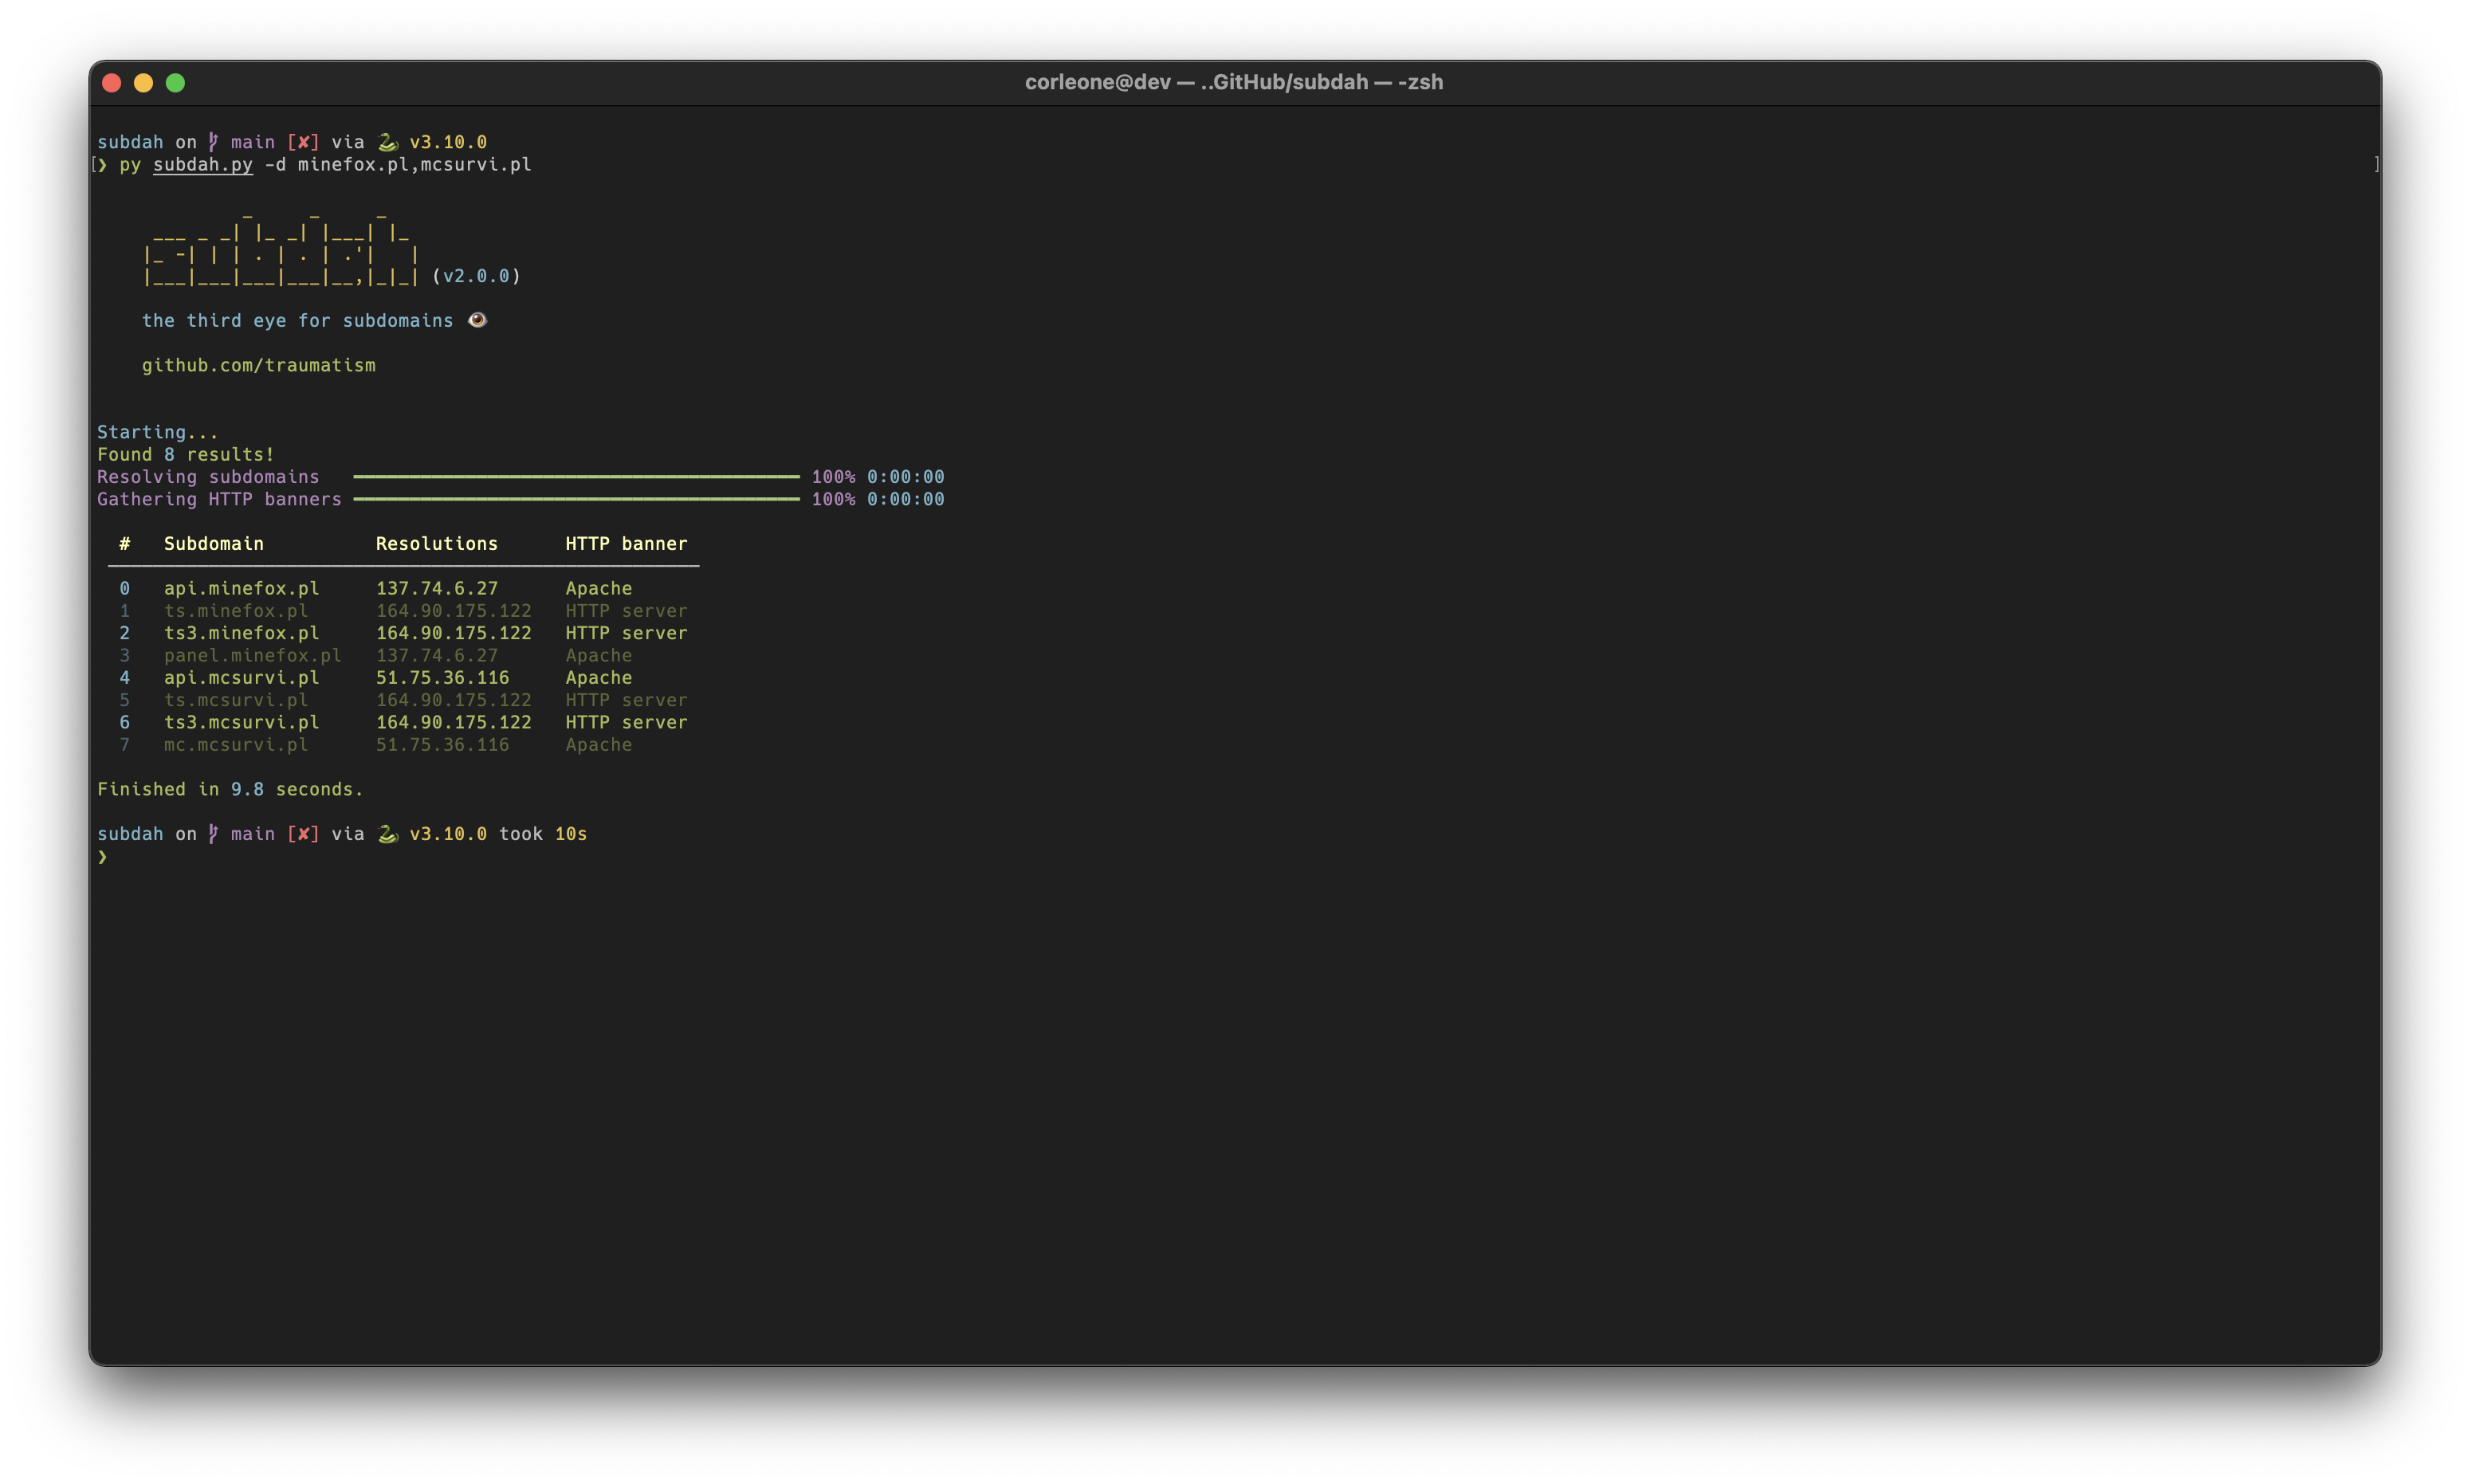 corleone@dev — ..GitHub/subdah — -zsh
subdah on main [✘] via 🐍 v3.10.0
[❯ py subdah.py -d minefox.pl,mcsurvi.pl ]
         _     _     _
 ___ _ _| |_ _| |___| |_
|_ -| | | . | . | .'|   |
|___|___|___|___|__,|_|_| (v2.0.0)
the third eye for subdomains 👁
github.com/traumatism
Starting...
Found 8 results!
Resolving subdomains 100% 0:00:00
Gathering HTTP banners 100% 0:00:00
# Subdomain Resolutions HTTP banner
0 api.minefox.pl 137.74.6.27 Apache
1 ts.minefox.pl 164.90.175.122 HTTP server
2 ts3.minefox.pl 164.90.175.122 HTTP server
3 panel.minefox.pl 137.74.6.27 Apache
4 api.mcsurvi.pl 51.75.36.116 Apache
5 ts.mcsurvi.pl 164.90.175.122 HTTP server
6 ts3.mcsurvi.pl 164.90.175.122 HTTP server
7 mc.mcsurvi.pl 51.75.36.116 Apache
Finished in 9.8 seconds.
subdah on main [✘] via 🐍 v3.10.0 took 10s
❯